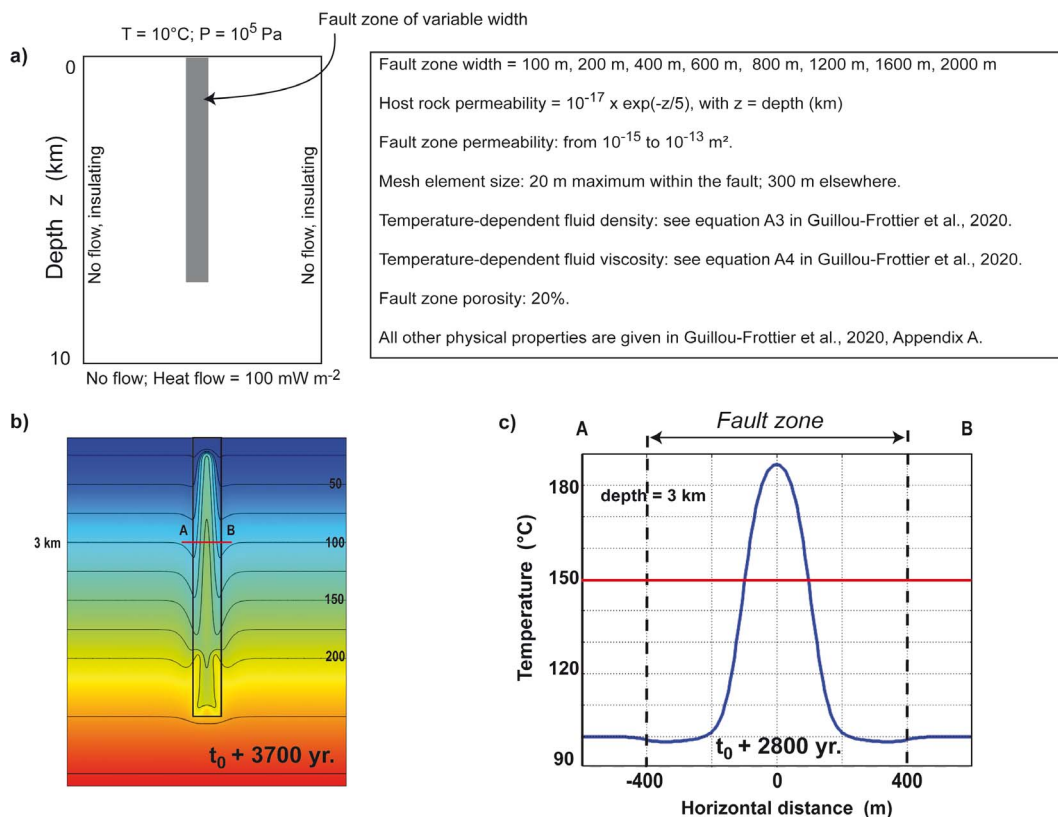 Fault zone of variable width
T = 10°C; P = 10⁵ Pa
a)
0
Depth z (km)
10
No flow, insulating
No flow, insulating
No flow; Heat flow = 100 mW m⁻²
Fault zone width = 100 m, 200 m, 400 m, 600 m, 800 m, 1200 m, 1600 m, 2000 m
Host rock permeability = 10⁻¹⁷ x exp(-z/5), with z = depth (km)
Fault zone permeability: from 10⁻¹⁵ to 10⁻¹³ m².
Mesh element size: 20 m maximum within the fault; 300 m elsewhere.
Temperature-dependent fluid density: see equation A3 in Guillou-Frottier et al., 2020.
Temperature-dependent fluid viscosity: see equation A4 in Guillou-Frottier et al., 2020.
Fault zone porosity: 20%.
All other physical properties are given in Guillou-Frottier et al., 2020, Appendix A.
b)
50
A B
3 km
100
150
200
t₀ + 3700 yr.
c)
A
Fault zone
B
depth = 3 km
180
150
120
90
Temperature (°C)
t₀ + 2800 yr.
-400 0 400
Horizontal distance (m)